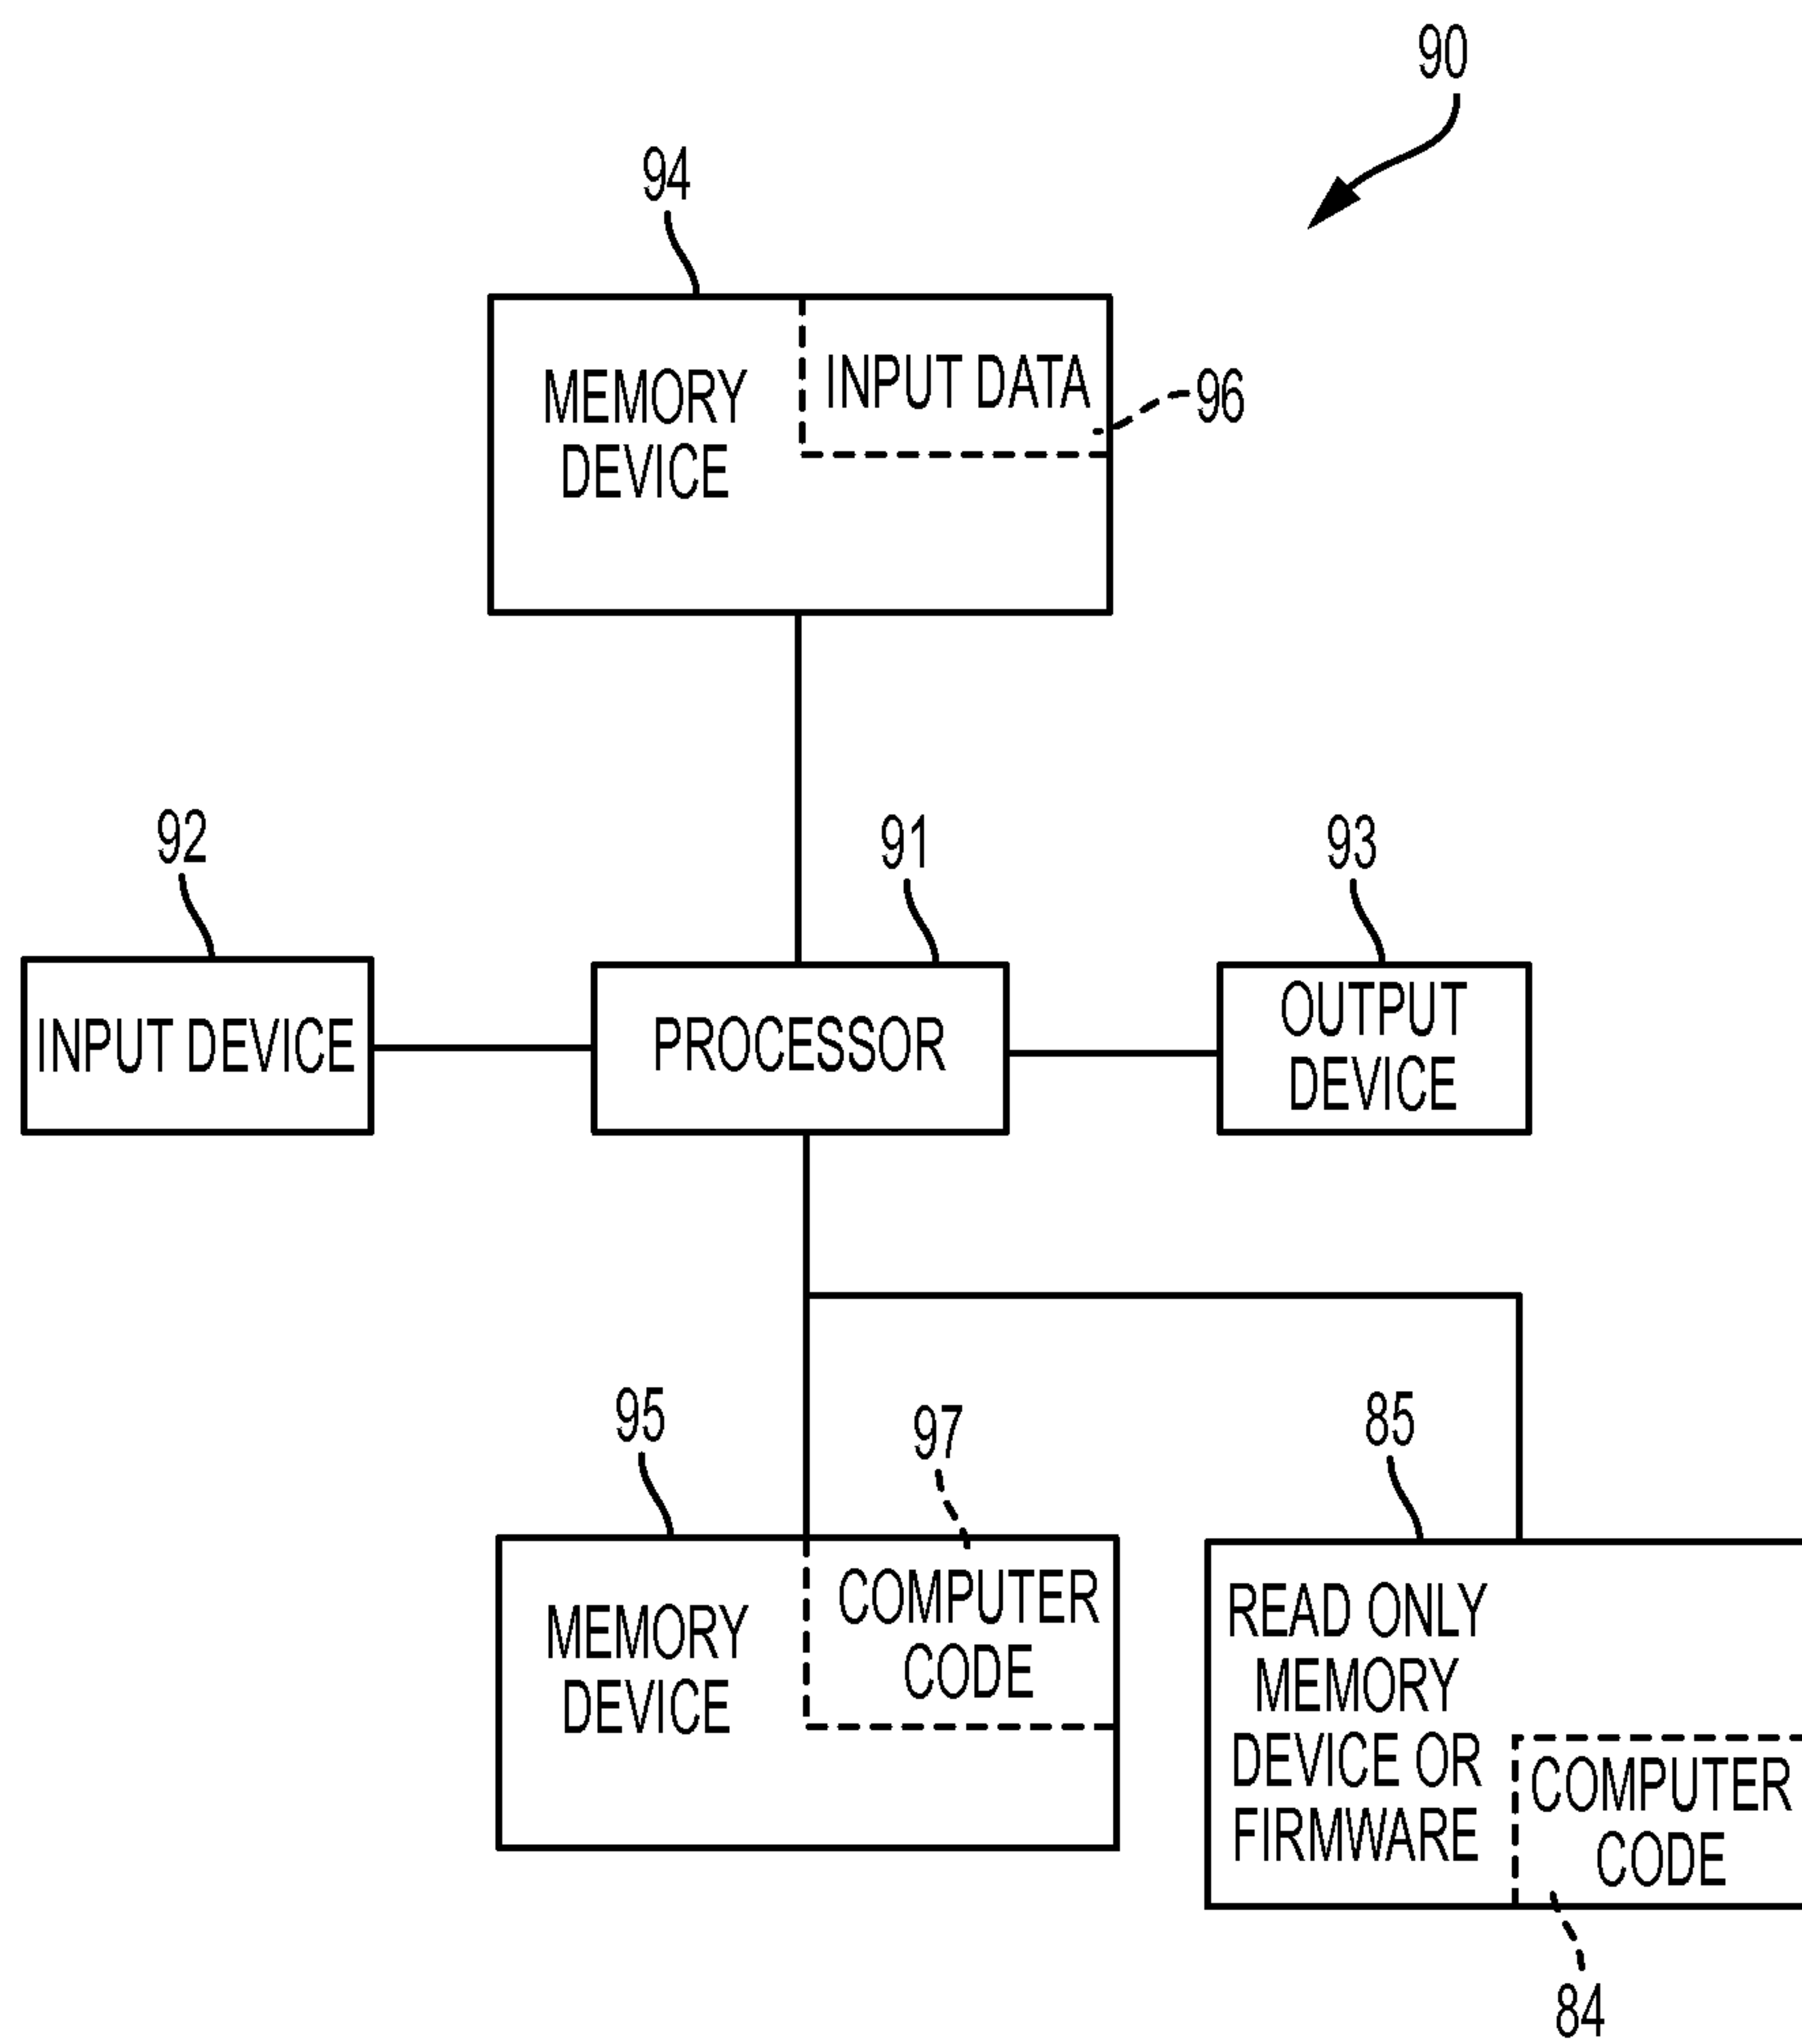 90
94
MEMORY
DEVICE
INPUT DATA
96
92
91
93
INPUT DEVICE
PROCESSOR
OUTPUT
DEVICE
95
97
85
MEMORY
DEVICE
COMPUTER
CODE
READ ONLY
MEMORY
DEVICE OR
FIRMWARE
COMPUTER
CODE
84